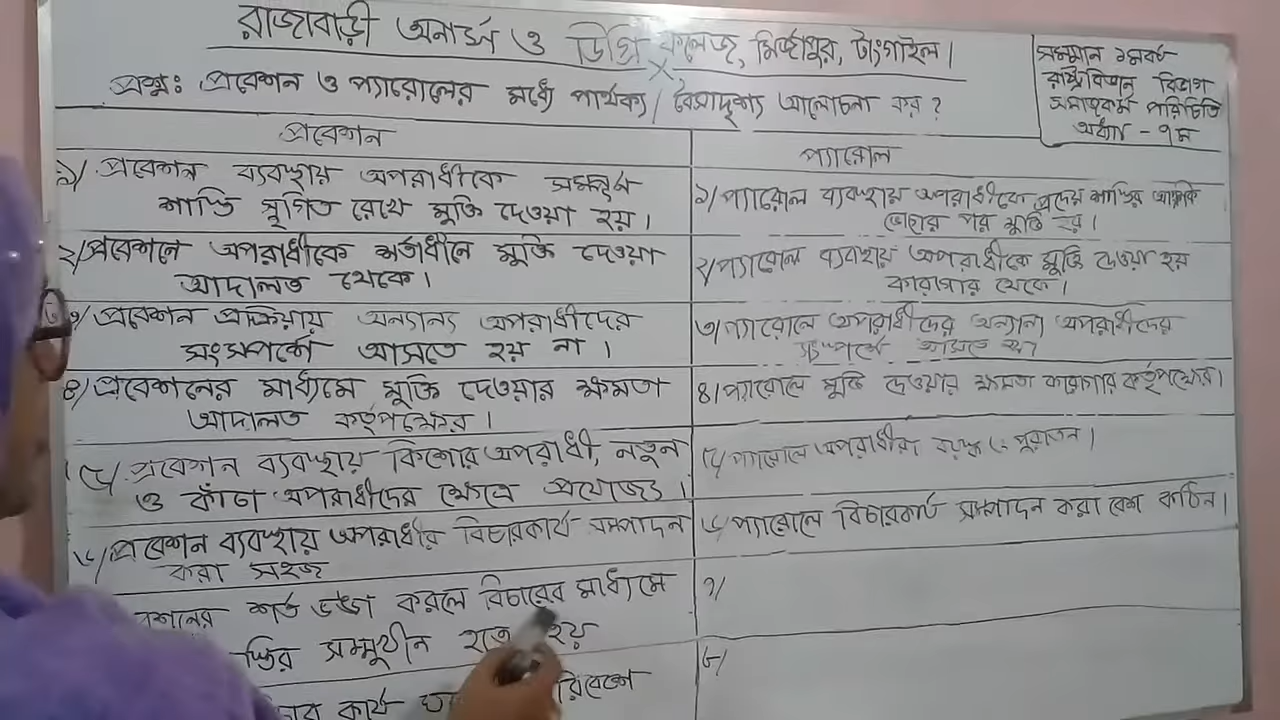 রাজাবাড়ী অনার্স ও ডিগ্রি কলেজ, মির্জাপুর, টাংগাইল।
সম্মান ১মবর্ষ
রাষ্ট্রবিজ্ঞান বিভাগ
সমাজকর্ম পরিচিতি
অধ্যায় - ৭ম
প্রশ্ন: প্রবেশন ও প্যারোলের মধ্যে পার্থক্য / বৈসাদৃশ্য আলোচনা কর ?
প্রবেশন
প্যারোল
১/ প্রবেশন ব্যবস্থায় অপরাধীকে সম্পূর্ণ
শাস্তি স্থগিত রেখে মুক্তি দেওয়া হয়।
১/ প্যারোল ব্যবস্থায় অপরাধীকে প্রদেয় শাস্তির আংশিক
ভোগের পর মুক্তি হয়।
২/ প্রবেশনে অপরাধীকে শর্তাধীনে মুক্তি দেওয়া
আদালত থেকে।
২/ প্যারোল ব্যবস্থায় অপরাধীকে মুক্তি দেওয়া হয়
কারাগার থেকে।
৩/ প্রবেশন প্রক্রিয়ায় অন্যান্য অপরাধীদের
সংস্পর্শে আসতে হয় না।
৩/ প্যারোলে অপরাধীদের অন্যান্য অপরাধীদের
সংস্পর্শে আসতে হয়
৪/ প্রবেশনের মাধ্যমে মুক্তি দেওয়ার ক্ষমতা
আদালত কর্তৃপক্ষের।
৪/ প্যারোলে মুক্তি দেওয়ার ক্ষমতা কারাগার কর্তৃপক্ষের।
৫/ প্রবেশন ব্যবস্থায় কিশোর অপরাধী, নতুন
ও কাঁচা অপরাধীদের ক্ষেত্রে প্রযোজ্য।
৫/ প্যারোলে অপরাধীরা বয়স্ক ও পুরাতন।
৬/ প্রবেশন ব্যবস্থায় অপরাধীর বিচারকার্য সম্পাদন
করা সহজ
৬/ প্যারোলে বিচারকার্য সম্পাদন করা বেশ কঠিন।
শর্ত ভঙ্গ করলে বিচারের মাধ্যমে
সম্মুখীন হতে হয়
৭/
কার্য
৮/